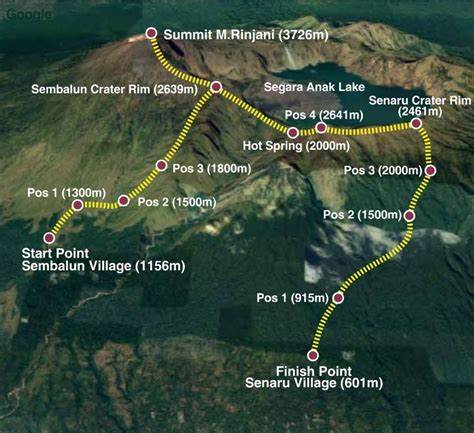 Google
Summit M.Rinjani (3726m)
Sembalun Crater Rim (2639m)
Segara Anak Lake
Senaru Crater Rim
(2461m)
Pos 4 (2641m)
Hot Spring (2000m)
Pos 3 (1800m)
Pos 3 (2000m)
Pos 1 (1300m)
Pos 2 (1500m)
Pos 2 (1500m)
Start Point
Sembalun Village (1156m)
Pos 1 (915m)
Finish Point
Senaru Village (601m)